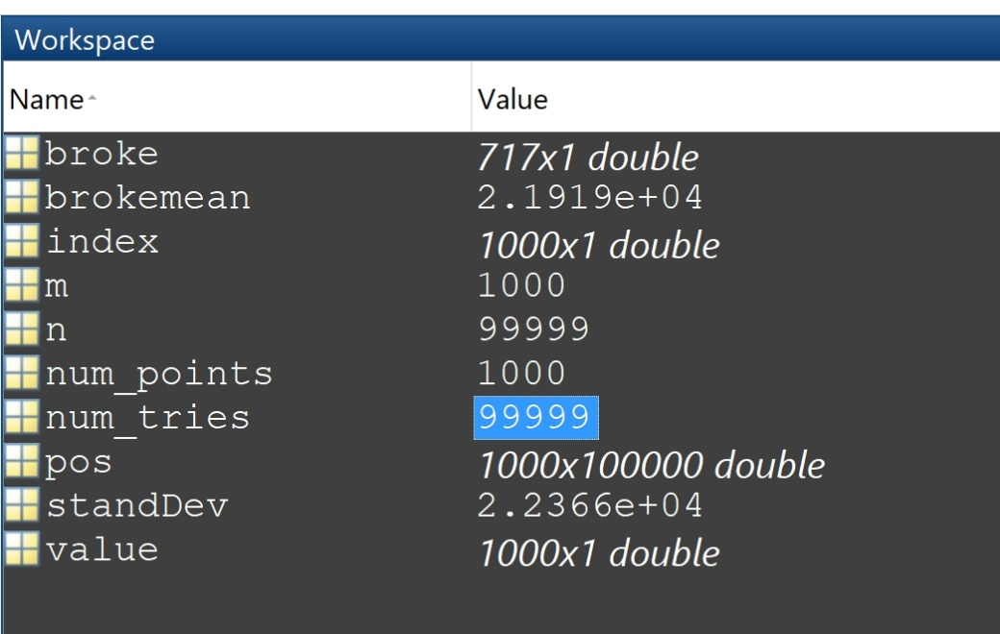 Workspace
Name Value
broke 717x1 double
brokemean 2.1919e+04
index 1000x1 double
m 1000
n 99999
num_points 1000
num_tries 99999
pos 1000x100000 double
standDev 2.2366e+04
value 1000x1 double